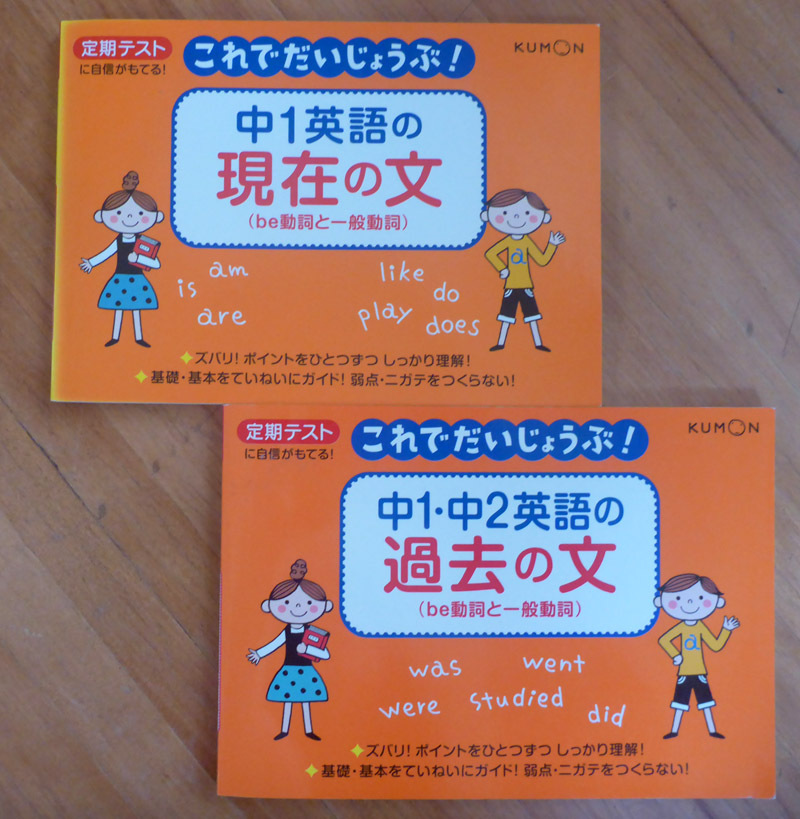 定期テスト
に自信がもてる!
これでだいじょうぶ!
KUMON
中1英語の
現在の文
(be動詞と一般動詞)
am
is
are
like
do
play
does
ズバリ!ポイントをひとつずつ しっかり理解!
基礎・基本をていねいにガイド!弱点・ニガテをつくらない!
定期テスト
に自信がもてる!
これでだいじょうぶ!
KUMON
中1・中2英語の
過去の文
(be動詞と一般動詞)
was
went
were
studied
did
ズバリ!ポイントをひとつずつ しっかり理解!
基礎・基本をていねいにガイド!弱点・ニガテをつくらない!
a
a